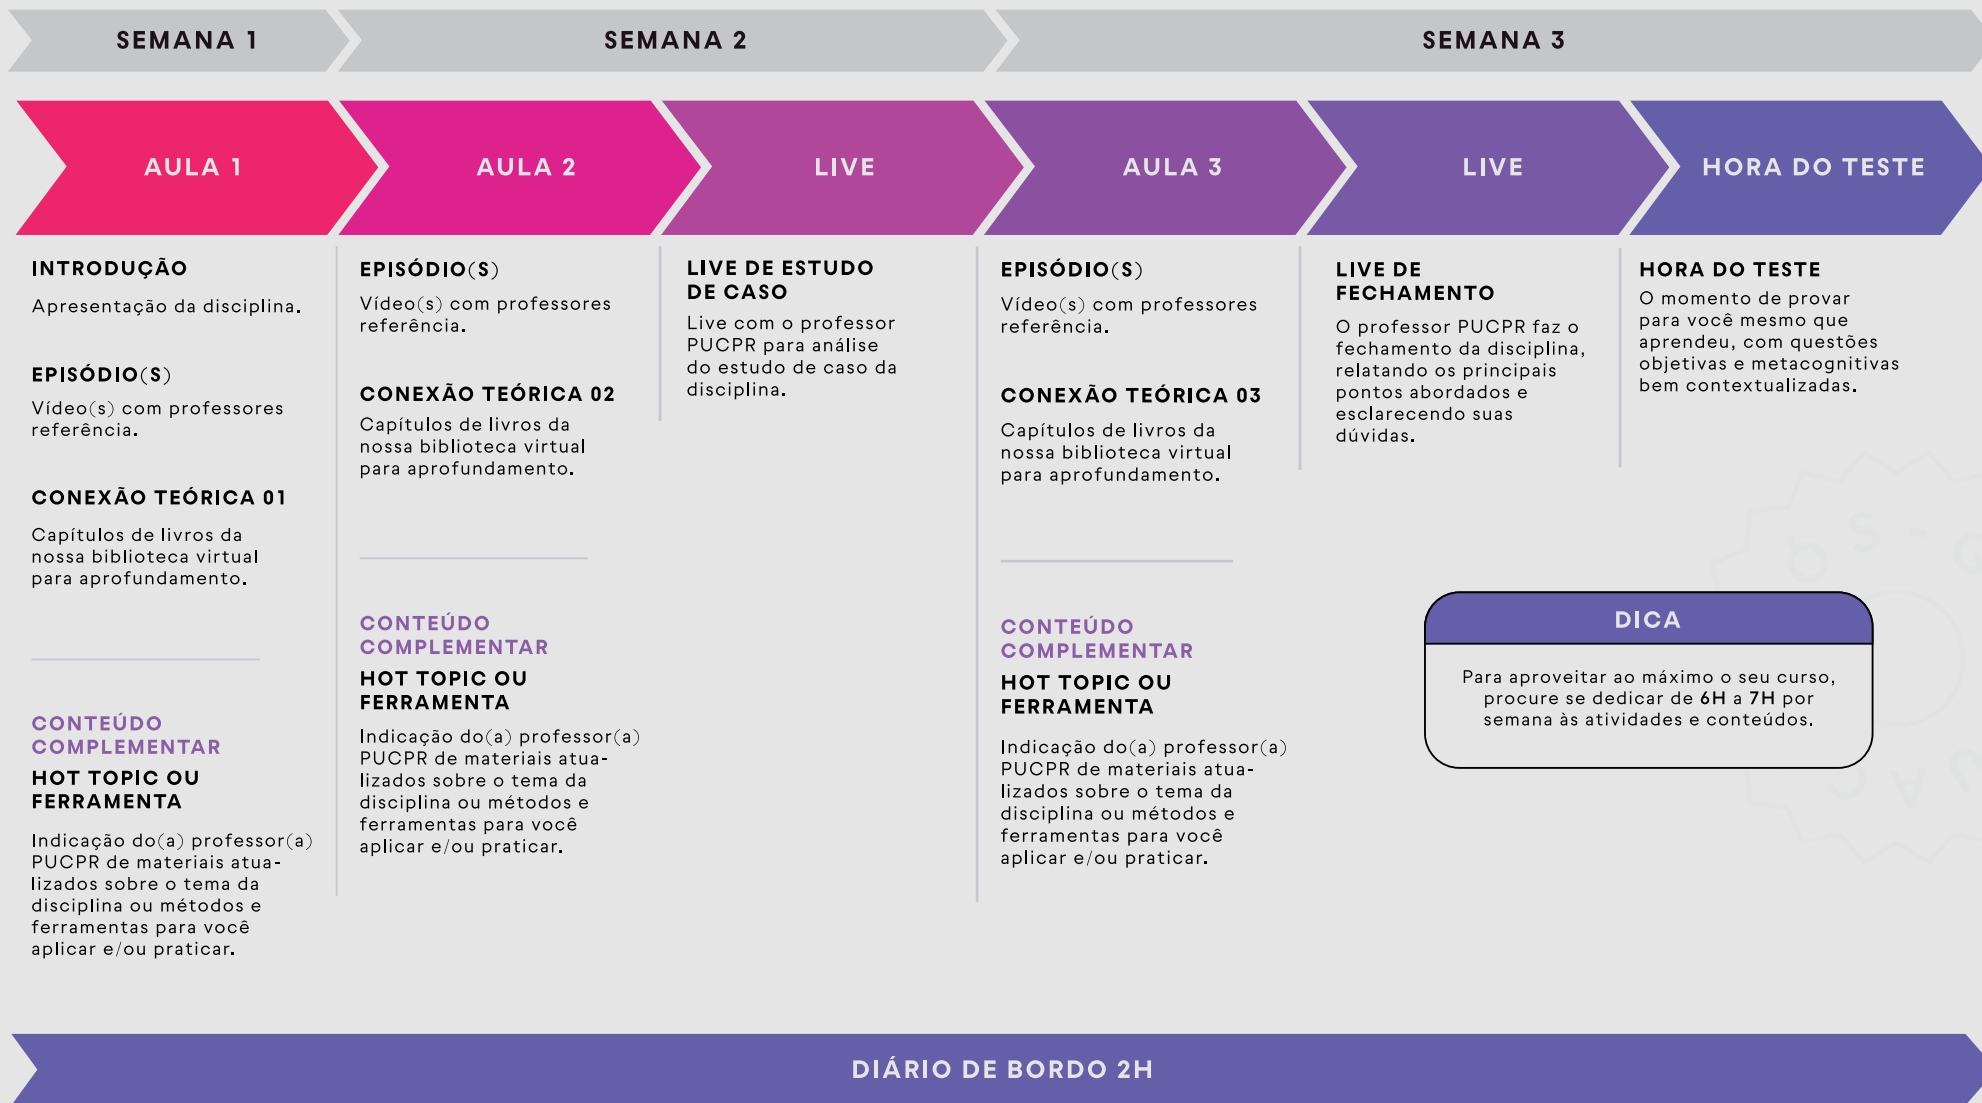 SEMANA 1
SEMANA 2
SEMANA 3
AULA 1
AULA 2
LIVE
AULA 3
LIVE
HORA DO TESTE
INTRODUÇÃO
Apresentação da disciplina.
EPISÓDIO(S)
Vídeo(s) com professores
referência.
CONEXÃO TEÓRICA 01
Capítulos de livros da
nossa biblioteca virtual
para aprofundamento.
CONTEÚDO
COMPLEMENTAR
HOT TOPIC OU
FERRAMENTA
Indicação do(a) professor(a)
PUCPR de materiais atua-
lizados sobre o tema da
disciplina ou métodos e
ferramentas para você
aplicar e/ou praticar.
EPISÓDIO(S)
Vídeo(s) com professores
referência.
CONEXÃO TEÓRICA 02
Capítulos de livros da
nossa biblioteca virtual
para aprofundamento.
CONTEÚDO
COMPLEMENTAR
HOT TOPIC OU
FERRAMENTA
Indicação do(a) professor(a)
PUCPR de materiais atua-
lizados sobre o tema da
disciplina ou métodos e
ferramentas para você
aplicar e/ou praticar.
LIVE DE ESTUDO
DE CASO
Live com o professor
PUCPR para análise
do estudo de caso da
disciplina.
EPISÓDIO(S)
Vídeo(s) com professores
referência.
CONEXÃO TEÓRICA 03
Capítulos de livros da
nossa biblioteca virtual
para aprofundamento.
CONTEÚDO
COMPLEMENTAR
HOT TOPIC OU
FERRAMENTA
Indicação do(a) professor(a)
PUCPR de materiais atua-
lizados sobre o tema da
disciplina ou métodos e
ferramentas para você
aplicar e/ou praticar.
LIVE DE
FECHAMENTO
O professor PUCPR faz o
fechamento da disciplina,
relatando os principais
pontos abordados e
esclarecendo suas
dúvidas.
HORA DO TESTE
O momento de provar
para você mesmo que
aprendeu, com questões
objetivas e metacognitivas
bem contextualizadas.
DICA
Para aproveitar ao máximo o seu curso,
procure se dedicar de 6H a 7H por
semana às atividades e conteúdos.
DIÁRIO DE BORDO 2H